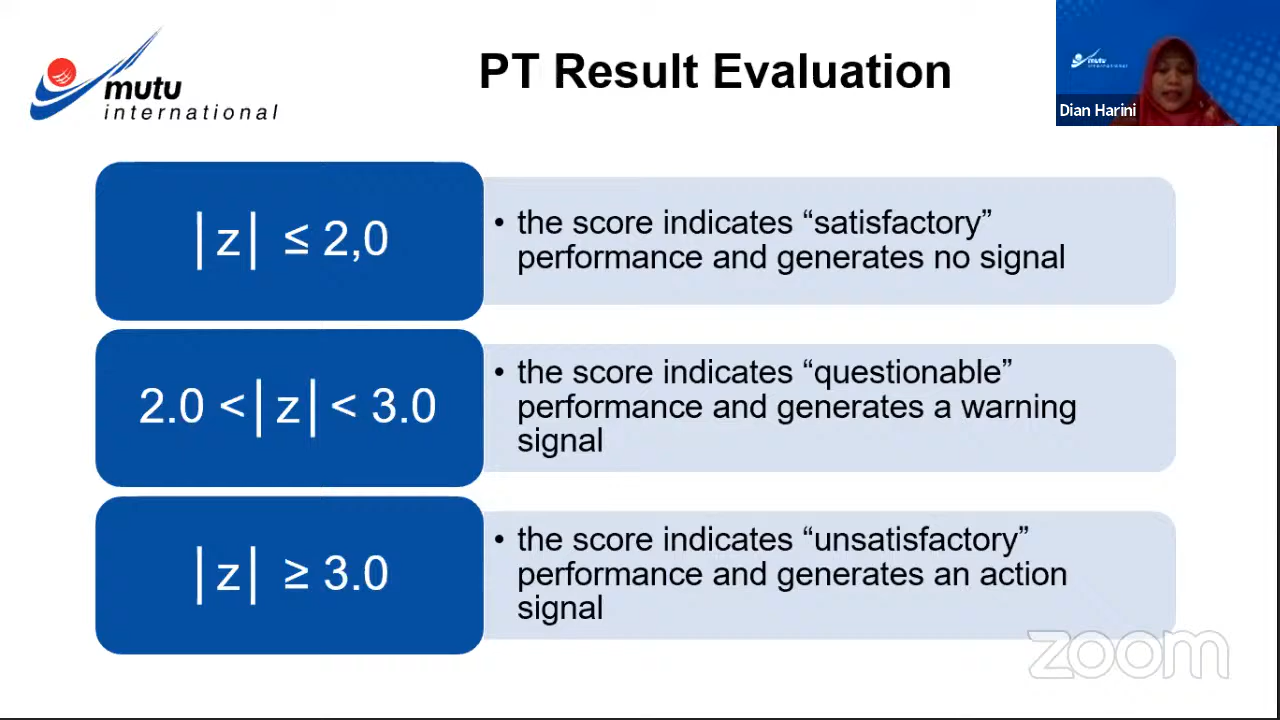 mutu
international
PT Result Evaluation
mutu
international
Dian Harini
|z| ≤ 2,0
• the score indicates “satisfactory”
performance and generates no signal
2.0 <|z| < 3.0
• the score indicates “questionable”
performance and generates a warning
signal
|z| ≥ 3.0
• the score indicates “unsatisfactory”
performance and generates an action
signal
zoom